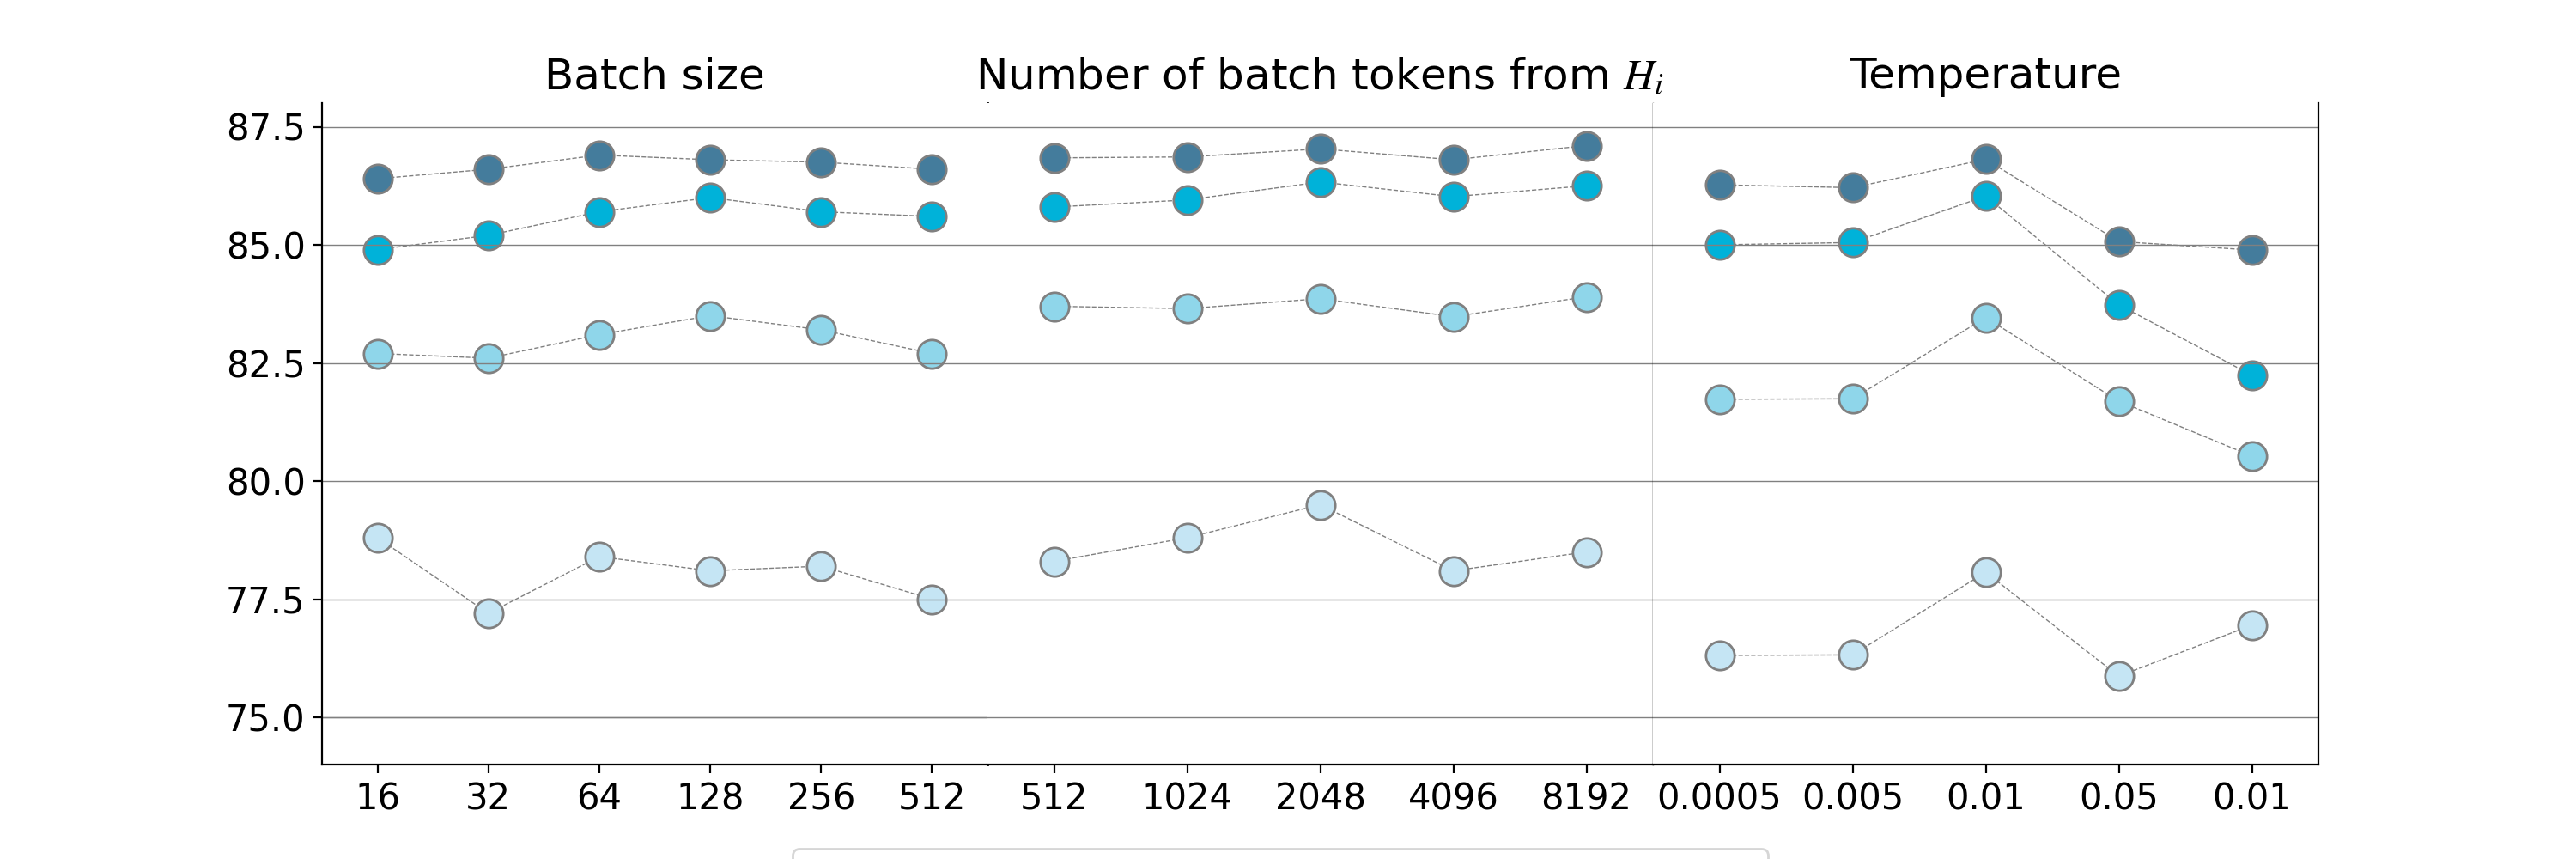 Batch size
Number of batch tokens from Hᵢ
Temperature
87.5
85.0
82.5
80.0
77.5
75.0
16 32 64 128 256 512 512 1024 2048 4096 8192 0.0005 0.005 0.01 0.05 0.01